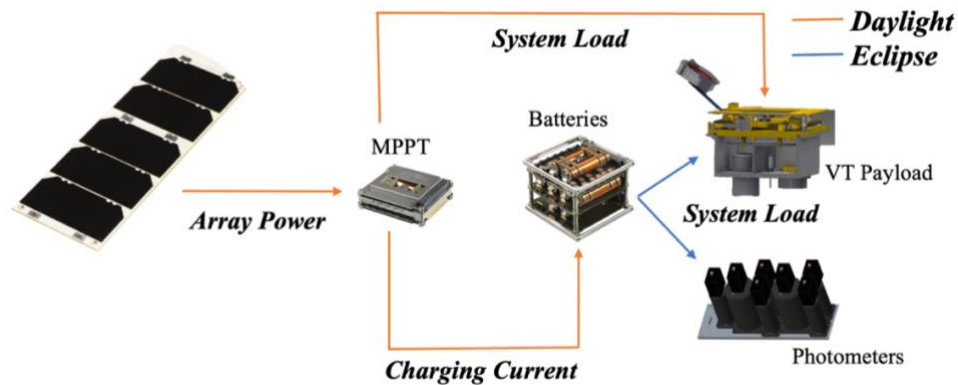 System Load
Daylight
Eclipse
Batteries
MPPT
VT Payload
Array Power
System Load
Charging Current
Photometers